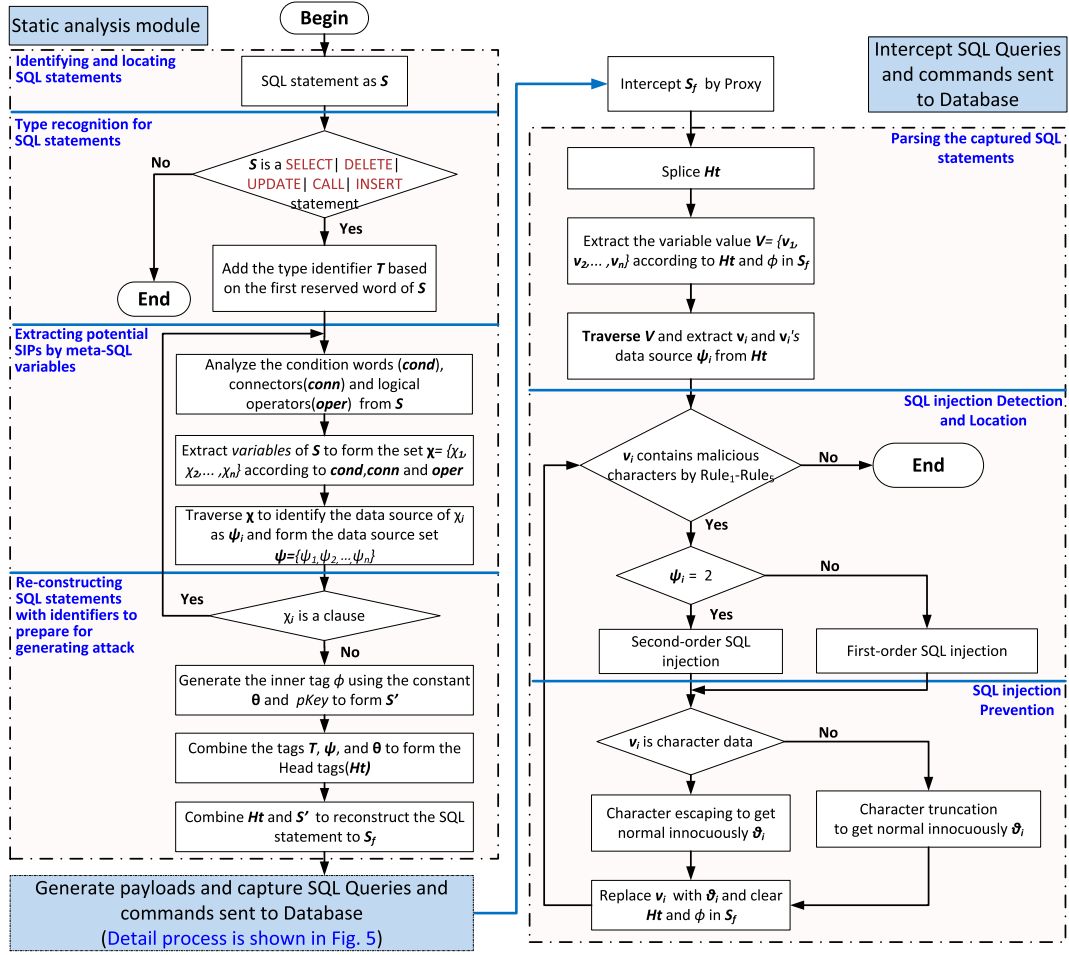 Static analysis module
Begin
Identifying and locating
SQL statements
SQL statement as S
Type recognition for
SQL statements
No
S is a SELECT| DELETE|
UPDATE| CALL| INSERT
statement
Yes
End
Add the type identifier T based
on the first reserved word of S
Extracting potential
SIPs by meta-SQL
variables
Analyze the condition words (cond),
connectors(conn) and logical
operators(oper) from S
Extract variables of S to form the set χ= {χ1,
χ2,... ,χn} according to cond,conn and oper
Traverse χ to identify the data source of χi
as ψi and form the data source set
ψ={ψ1,ψ2,...,ψn}
Re-constructing
SQL statements
with identifiers to
prepare for
generating attack
Yes
χi is a clause
No
Generate the inner tag ϕ using the constant
θ and pKey to form S’
Combine the tags T, ψ, and θ to form the
Head tags(Ht)
Combine Ht and S’ to reconstruct the SQL
statement to Sf
Generate payloads and capture SQL Queries and
commands sent to Database
(Detail process is shown in Fig. 5)
Intercept Sf by Proxy
Intercept SQL Queries
and commands sent
to Database
Parsing the captured SQL
statements
Splice Ht
Extract the variable value V= {v1,
v2,... ,vn} according to Ht and ϕ in Sf
Traverse V and extract vi and vi's
data source ψi from Ht
SQL injection Detection
and Location
vi contains malicious
characters by Rule1-Rule5
No
End
Yes
ψi = 2
No
Yes
Second-order SQL
injection
First-order SQL injection
SQL injection
Prevention
vi is character data
No
Character escaping to get
normal innocuously ϑi
Character truncation
to get normal innocuously ϑi
Replace vi with ϑi and clear
Ht and ϕ in Sf